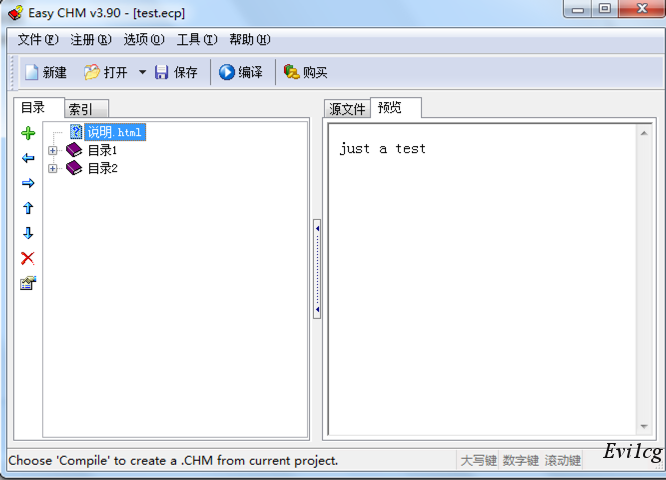 Easy CHM v3.90 - [test.ecp]
文件(F) 注册(R) 选项(O) 工具(T) 帮助(H)
新建 打开 保存 编译 购买
目录 索引
说明.html
目录1
目录2
源文件 预览
just a test
Choose 'Compile' to create a .CHM from current project.
大写键 数字键 滚动键
Evi1cg